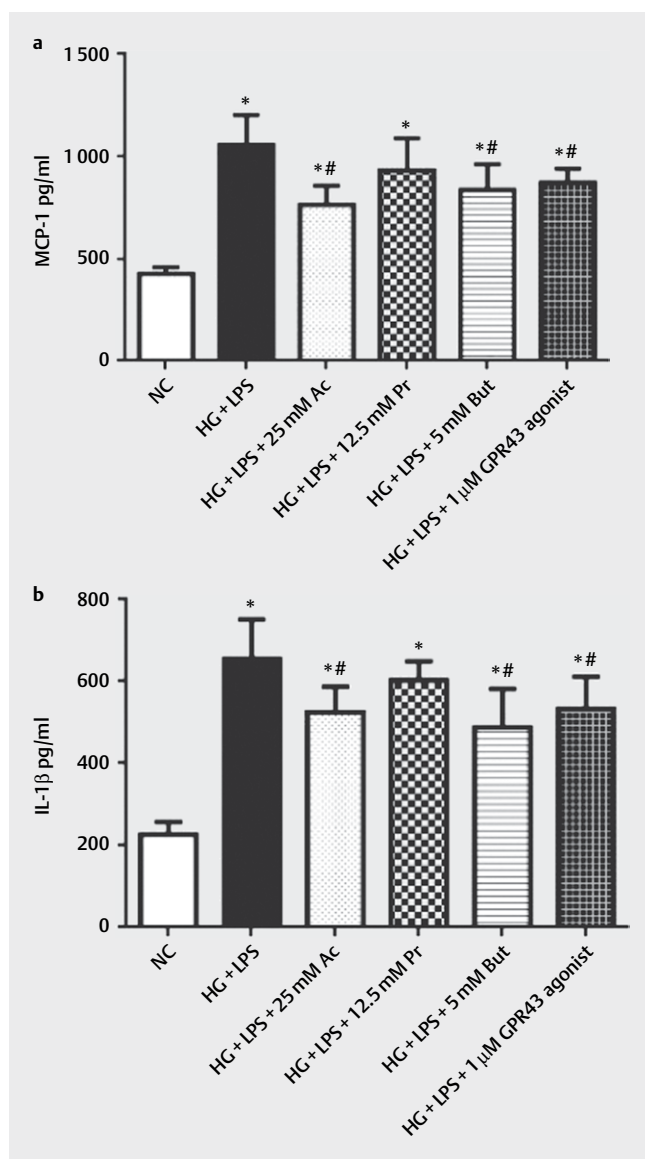 a
MCP-1 pg/ml
1 500
1 000
500
0
*
*#
*
*#
*#
NC
HG + LPS
HG + LPS + 25 mM Ac
HG + LPS + 12.5 mM Pr
HG + LPS + 5 mM But
HG + LPS + 1 μM GPR43 agonist
b
IL-1β pg/ml
800
600
400
200
0
*
*#
*
*#
*#
NC
HG + LPS
HG + LPS + 25 mM Ac
HG + LPS + 12.5 mM Pr
HG + LPS + 5 mM But
HG + LPS + 1 μM GPR43 agonist